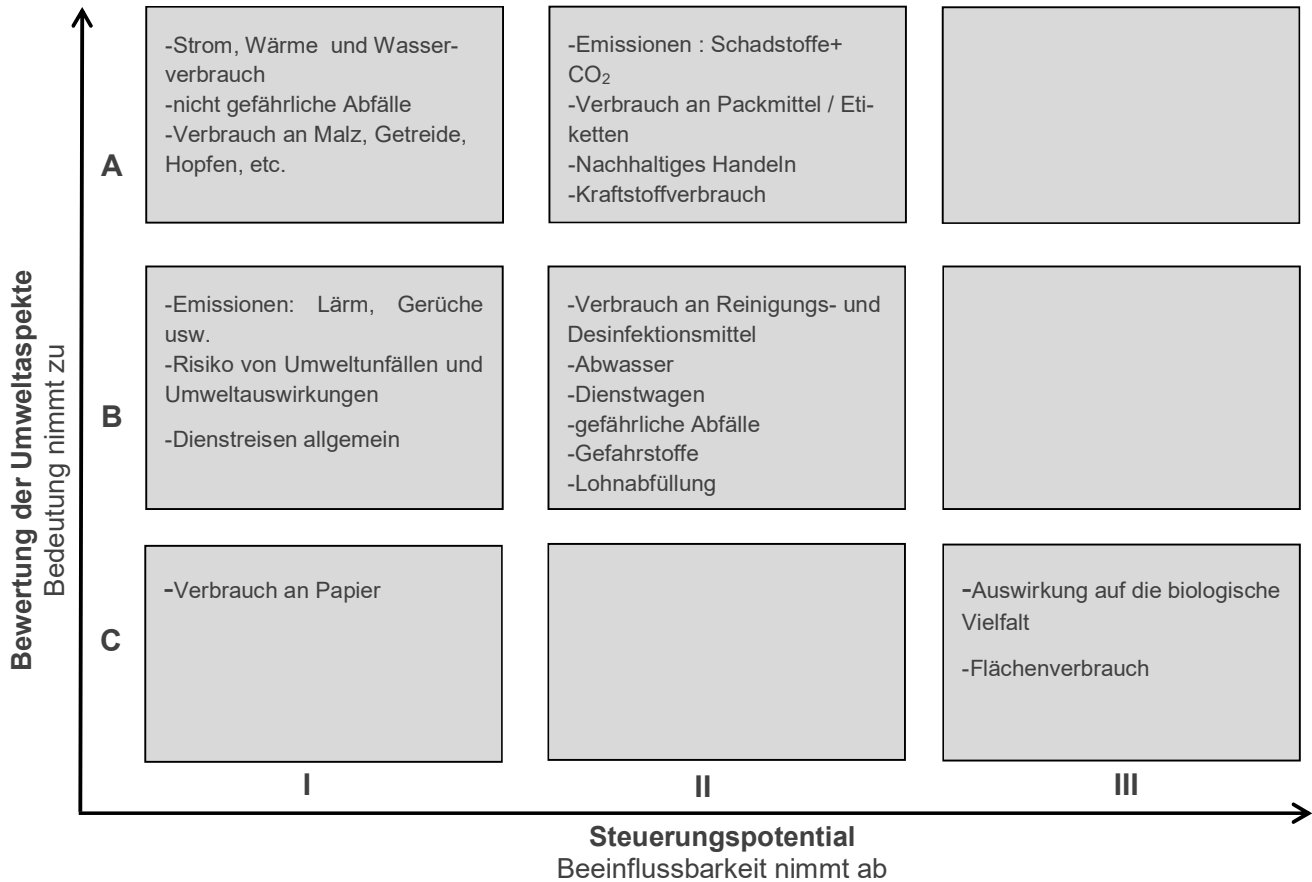 -Strom, Wärme und Wasser-
verbrauch
-nicht gefährliche Abfälle
-Verbrauch an Malz, Getreide,
Hopfen, etc.
-Emissionen : Schadstoffe+
CO₂
-Verbrauch an Packmittel / Eti-
ketten
-Nachhaltiges Handeln
-Kraftstoffverbrauch
A
-Emissionen: Lärm, Gerüche
usw.
-Risiko von Umweltunfällen und
Umweltauswirkungen
-Dienstreisen allgemein
-Verbrauch an Reinigungs- und
Desinfektionsmittel
-Abwasser
-Dienstwagen
-gefährliche Abfälle
-Gefahrstoffe
-Lohnabfüllung
B
-Verbrauch an Papier
-Auswirkung auf die biologische
Vielfalt
-Flächenverbrauch
C
Bewertung der Umweltaspekte
Bedeutung nimmt zu
I
II
III
Steuerungspotential
Beeinflussbarkeit nimmt ab